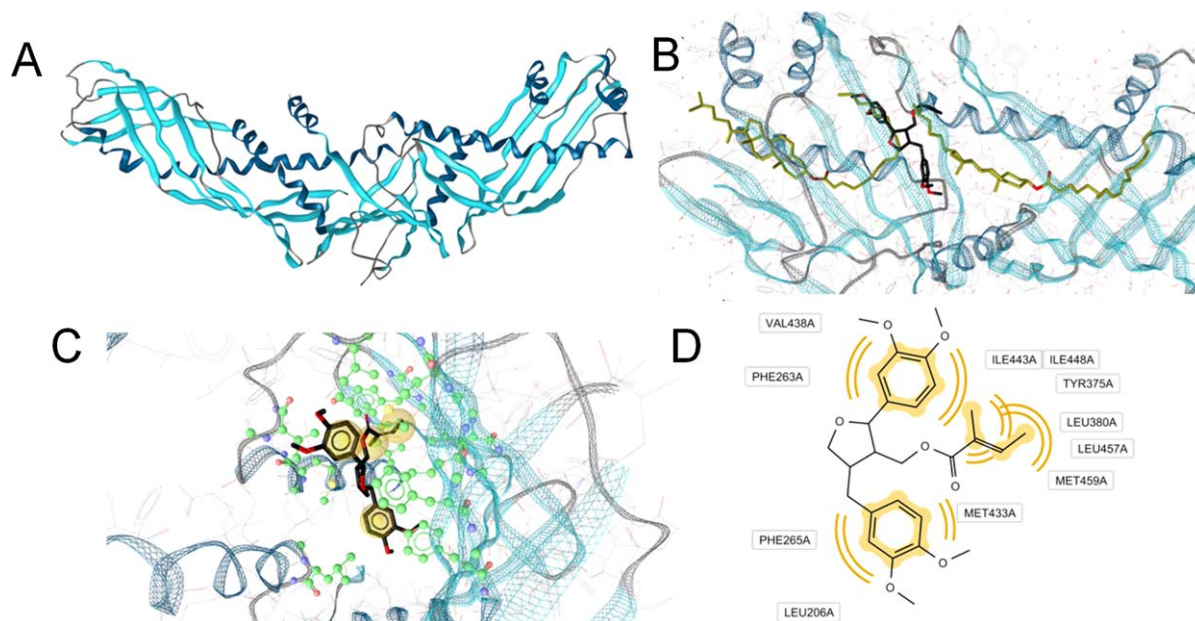 A
B
C
D
VAL438A
PHE263A
ILE443A ILE448A
TYR375A
LEU380A
LEU457A
MET459A
MET433A
PHE265A
LEU206A
O
O
O
O
O
O
O